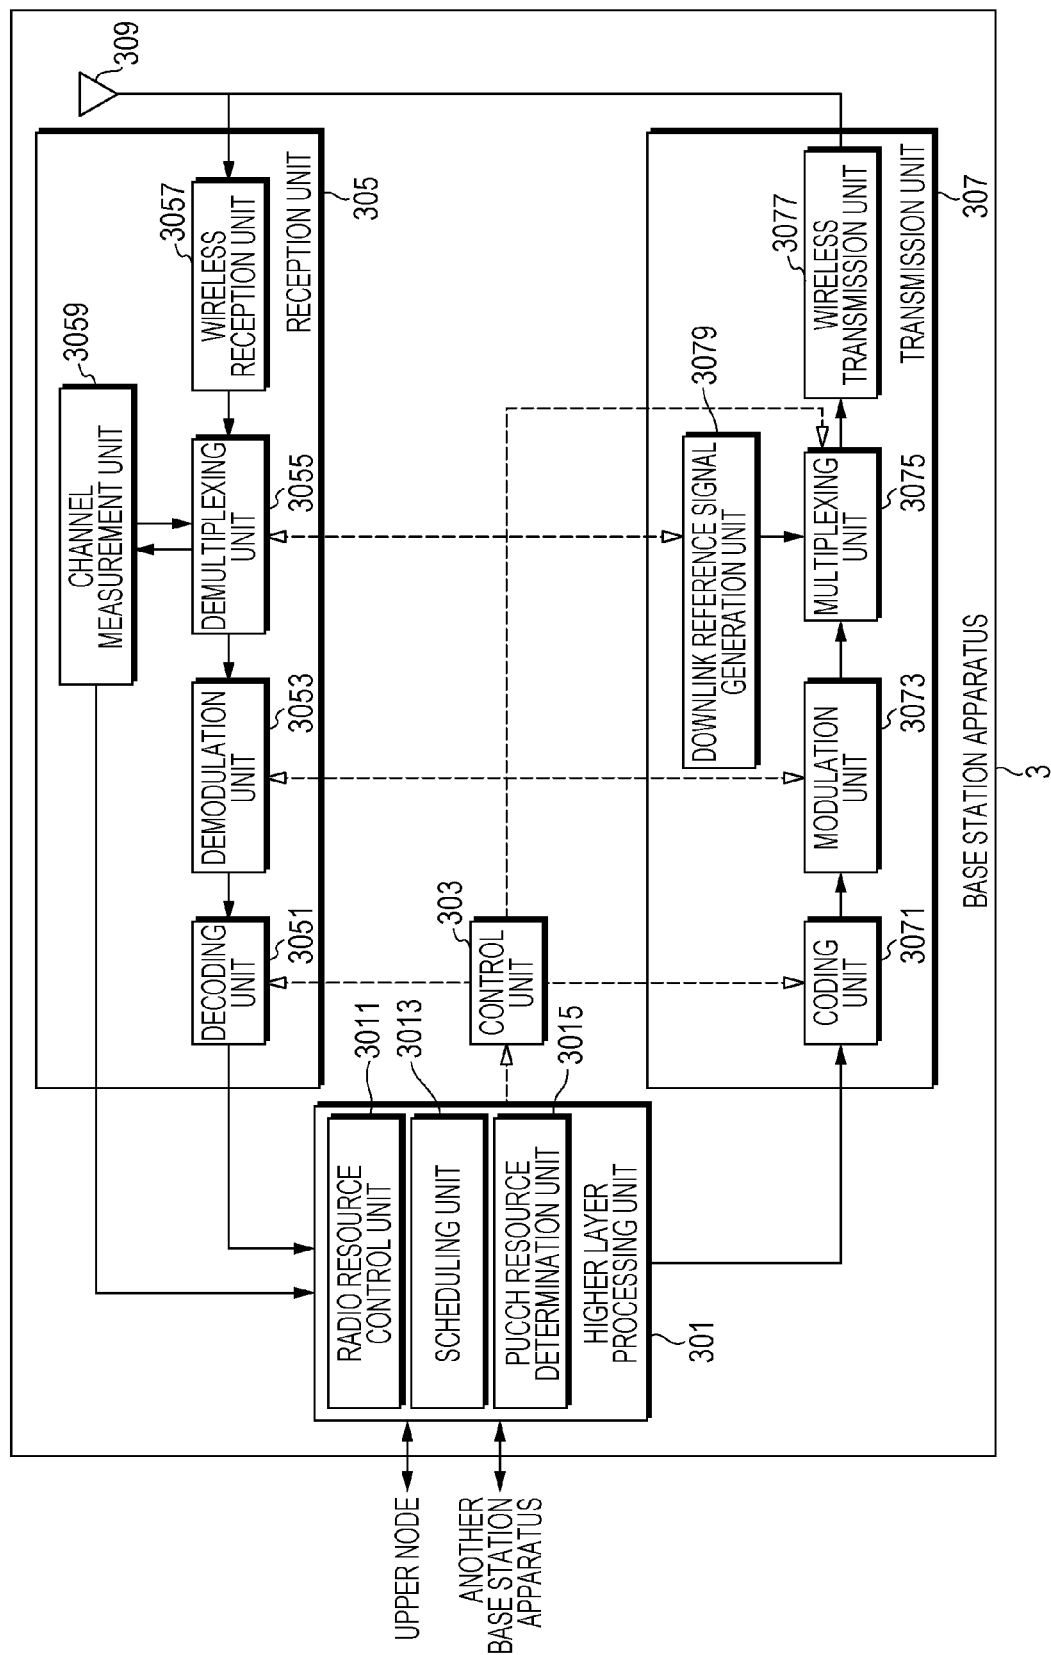 UPPER NODE
ANOTHER
BASE STATION
APPARATUS
RADIO RESOURCE
CONTROL UNIT
3011
SCHEDULING UNIT
3013
PUCCH RESOURCE
DETERMINATION UNIT
3015
HIGHER LAYER
PROCESSING UNIT
301
CONTROL
UNIT
303
CHANNEL
MEASUREMENT UNIT
3059
DECODING
UNIT
3051
DEMODULATION
UNIT
3053
DEMULTIPLEXING
UNIT
3055
WIRELESS
RECEPTION UNIT
3057
RECEPTION UNIT
305
309
DOWNLINK REFERENCE SIGNAL
GENERATION UNIT
3079
CODING
UNIT
3071
MODULATION
UNIT
3073
MULTIPLEXING
UNIT
3075
WIRELESS
TRANSMISSION UNIT
3077
TRANSMISSION UNIT
307
BASE STATION APPARATUS
3